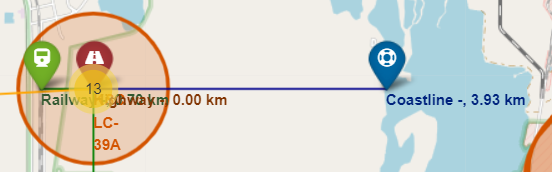 13
Highway - 0.00 km
Coastline -, 3.93 km
LC-
39A